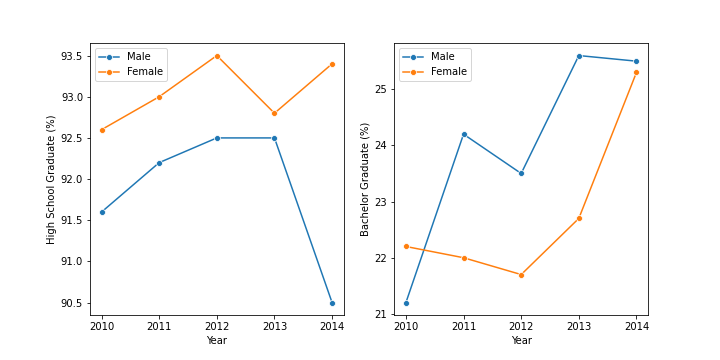 High School Graduate (%)
93.5
93.0
92.5
92.0
91.5
91.0
90.5
Male
Female
2010 2011 2012 2013 2014
Year
Bachelor Graduate (%)
25
24
23
22
21
Male
Female
2010 2011 2012 2013 2014
Year